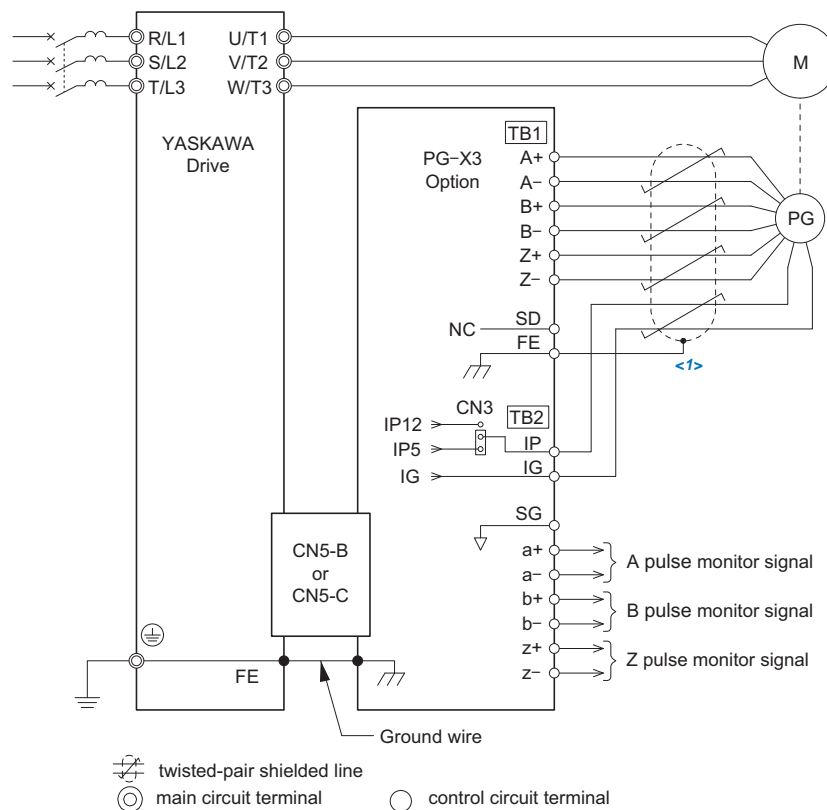 R/L1
S/L2
T/L3
U/T1
V/T2
W/T3
M
YASKAWA
Drive
PG-X3
Option
TB1
A+
A-
B+
B-
Z+
Z-
PG
NC
SD
FE
<1>
CN3
TB2
IP12
IP5
IG
IP
IG
SG
CN5-B
or
CN5-C
a+
a-
A pulse monitor signal
b+
b-
B pulse monitor signal
z+
z-
Z pulse monitor signal
FE
Ground wire
twisted-pair shielded line
main circuit terminal
control circuit terminal